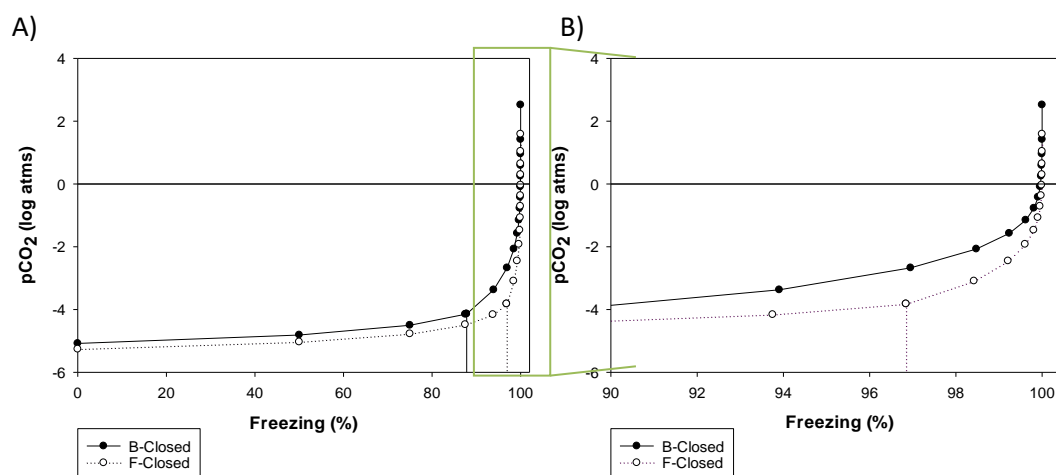 A)
B)
4
2
0
-2
-4
-6
pCO2 (log atms)
0 20 40 60 80 100
Freezing (%)
B-Closed
F-Closed
4
2
0
-2
-4
-6
pCO2 (log atms)
90 92 94 96 98 100
Freezing (%)
B-Closed
F-Closed